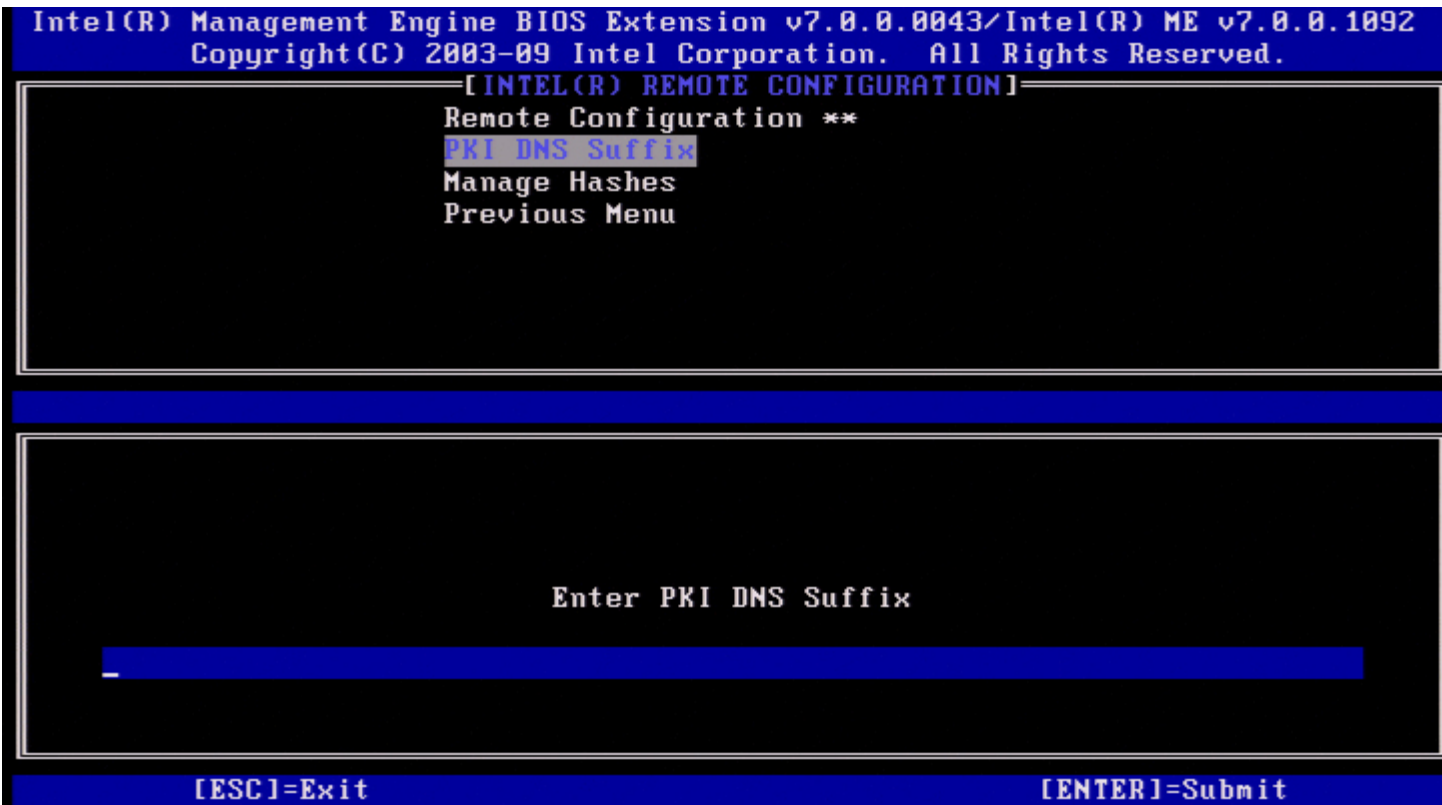 Intel(R) Management Engine BIOS Extension v7.0.0.0043/Intel(R) ME v7.0.0.1092
Copyright(C) 2003-09 Intel Corporation. All Rights Reserved.
[INTEL(R) REMOTE CONFIGURATION]
Remote Configuration **
PKI DNS Suffix
Manage Hashes
Previous Menu
Enter PKI DNS Suffix
[ESC]=Exit [ENTER]=Submit